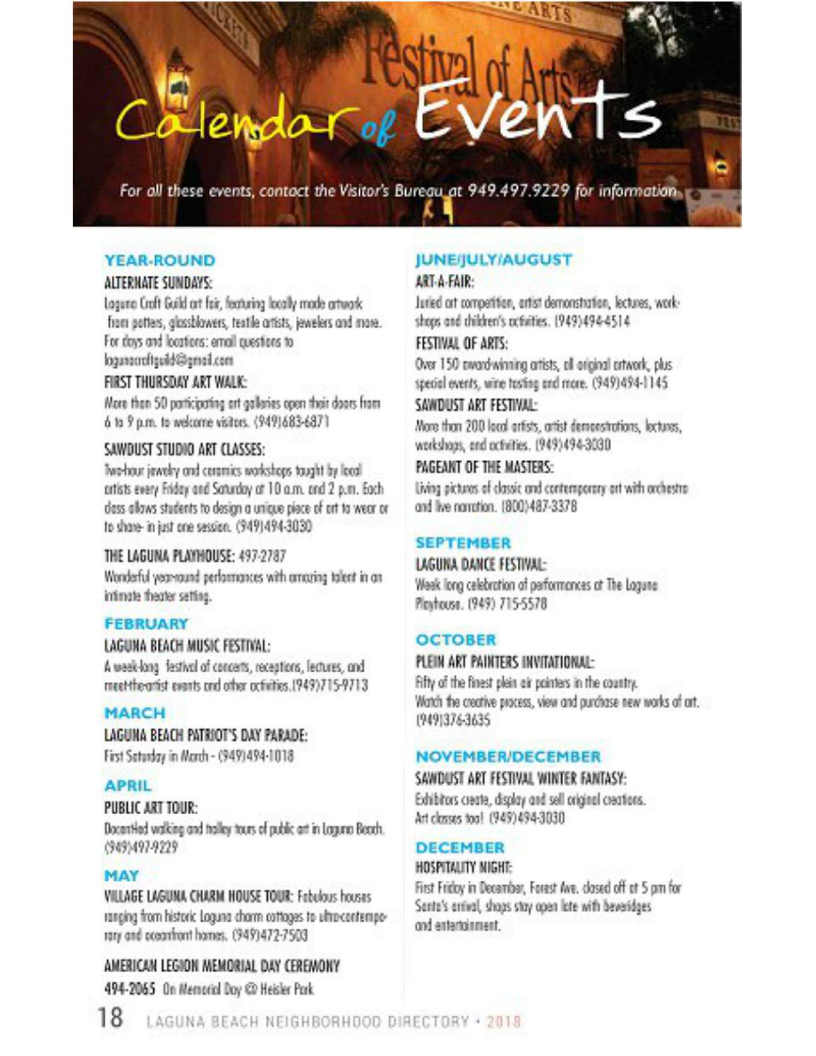 TICKETS
NE ARTS
Festival of Arts
FEST
Calendar of Events
For all these events, contact the Visitor's Bureau at 949.497.9229 for information
YEAR-ROUND
ALTERNATE SUNDAYS:
Laguna Craft Guild art fair, featuring locally made artwork
from potters, glassblowers, textile artists, jewelers and more.
For days and locations: email questions to
lagunacraftguild@gmail.com
FIRST THURSDAY ART WALK:
More than 50 participating art galleries open their doors from
6 to 9 p.m. to welcome visitors. (949)683-6871
SAWDUST STUDIO ART CLASSES:
Two-hour jewelry and ceramics workshops taught by local
artists every Friday and Saturday at 10 a.m. and 2 p.m. Each
class allows students to design a unique piece of art to wear or
to share- in just one session. (949)494-3030
THE LAGUNA PLAYHOUSE: 497-2787
Wonderful year-round performances with amazing talent in an
intimate theater setting.
FEBRUARY
LAGUNA BEACH MUSIC FESTIVAL:
A week-long festival of concerts, receptions, lectures, and
meet-the-artist events and other activities.(949)715-9713
MARCH
LAGUNA BEACH PATRIOT'S DAY PARADE:
First Saturday in March - (949)494-1018
APRIL
PUBLIC ART TOUR:
Docent-led walking and trolley tours of public art in Laguna Beach.
(949)497-9229
MAY
VILLAGE LAGUNA CHARM HOUSE TOUR: Fabulous houses
ranging from historic Laguna charm cottages to ultra-contempo-
rary and oceanfront homes. (949)472-7503
AMERICAN LEGION MEMORIAL DAY CEREMONY
494-2065 On Memorial Day @ Heisler Park
JUNE/JULY/AUGUST
ART-A-FAIR:
Juried art competition, artist demonstration, lectures, work-
shops and children's activities. (949)494-4514
FESTIVAL OF ARTS:
Over 150 award-winning artists, all original artwork, plus
special events, wine tasting and more. (949)494-1145
SAWDUST ART FESTIVAL:
More than 200 local artists, artist demonstrations, lectures,
workshops, and activities. (949)494-3030
PAGEANT OF THE MASTERS:
Living pictures of classic and contemporary art with orchestra
and live narration. (800)487-3378
SEPTEMBER
LAGUNA DANCE FESTIVAL:
Week long celebration of performances at The Laguna
Playhouse. (949) 715-5578
OCTOBER
PLEIN ART PAINTERS INVITATIONAL:
Fifty of the finest plein air painters in the country.
Watch the creative process, view and purchase new works of art.
(949)376-3635
NOVEMBER/DECEMBER
SAWDUST ART FESTIVAL WINTER FANTASY:
Exhibitors create, display and sell original creations.
Art classes too! (949)494-3030
DECEMBER
HOSPITALITY NIGHT:
First Friday in December, Forest Ave. closed off at 5 pm for
Santa's arrival, shops stay open late with beveridges
and entertainment.
18 LAGUNA BEACH NEIGHBORHOOD DIRECTORY • 2018